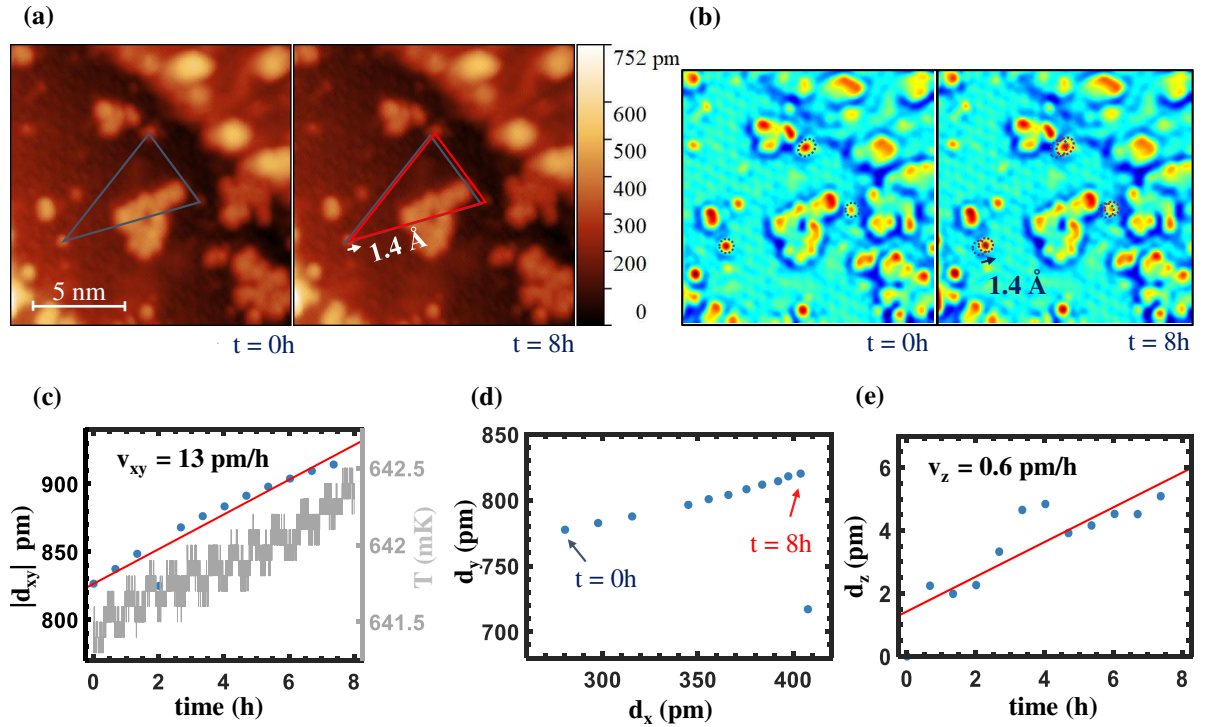 (a)
752 pm
600
500
400
300
200
0
1.4 Å
5 nm
t = 0h
t = 8h
(b)
1.4 Å
t = 0h
t = 8h
(c)
v_xy = 13 pm/h
900
850
800
|d_xy| pm
642.5
642
641.5
T (mK)
0 2 4 6 8
time (h)
(d)
850
800
750
700
d_y (pm)
t = 0h
t = 8h
300 350 400
d_x (pm)
(e)
v_z = 0.6 pm/h
6
4
2
0
d_z (pm)
0 2 4 6 8
time (h)